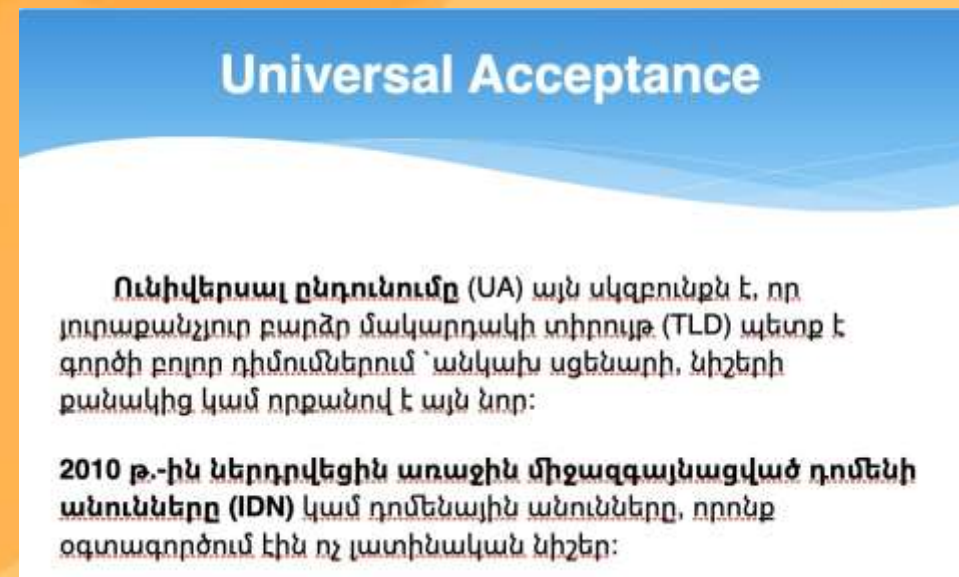 Universal Acceptance
Ունիվերսալ ընդունումը (UA) այն սկզբունքն է, որ
յուրաքանչյուր բարձր մակարդակի տիրույթ (TLD) պետք է
գործի բոլոր դիմումներում `անկախ սցենարի, նիշերի
քանակից կամ որքանով է այն նոր:
2010 թ.-ին ներդրվեցին առաջին միջազգայնացված դոմենի
անունները (IDN) կամ դոմենային անունները, որոնք
օգտագործում էին ոչ լատինական նիշեր: